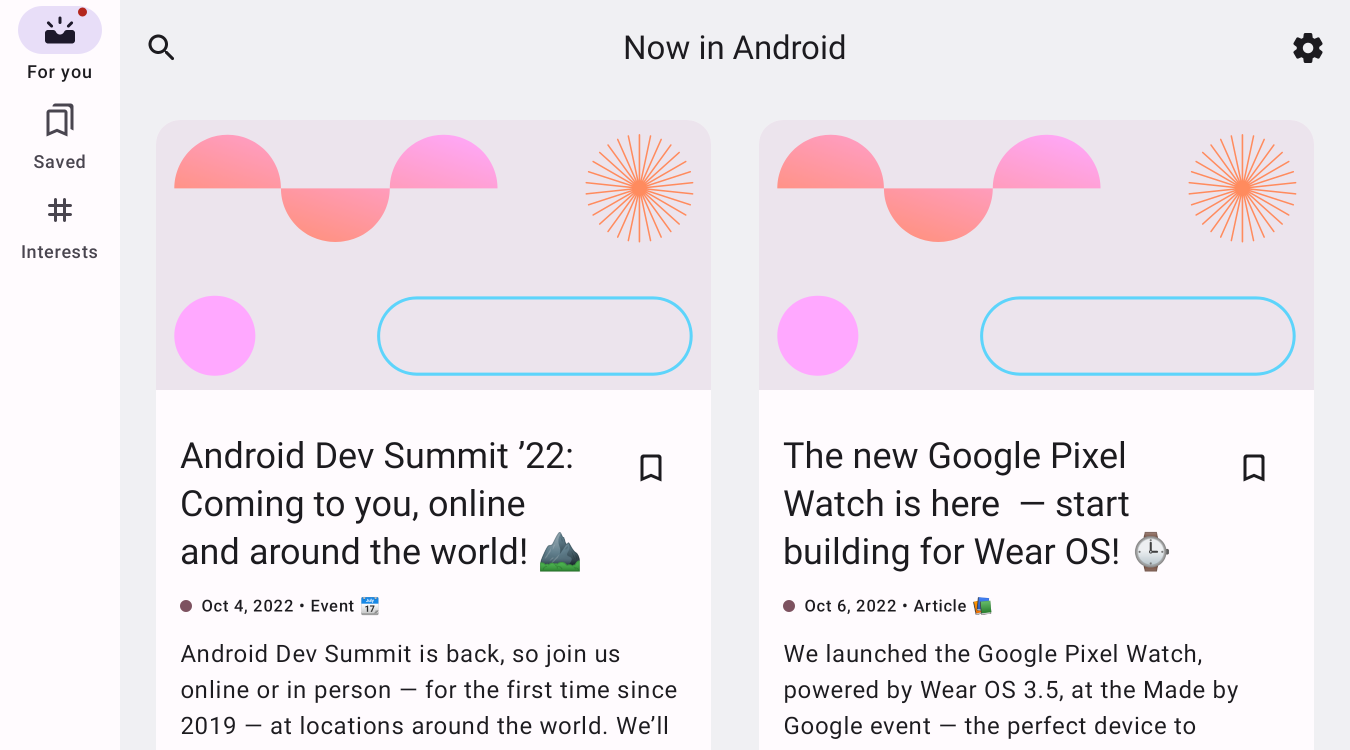 Now in Android
For you
Saved
Interests
Android Dev Summit ’22:
Coming to you, online
and around the world! ⛰️
Oct 4, 2022 • Event 📆
Android Dev Summit is back, so join us
online or in person — for the first time since
2019 — at locations around the world. We’ll
The new Google Pixel
Watch is here  — start
building for Wear OS! ⌚
Oct 6, 2022 • Article 📚
We launched the Google Pixel Watch,
powered by Wear OS 3.5, at the Made by
Google event — the perfect device to